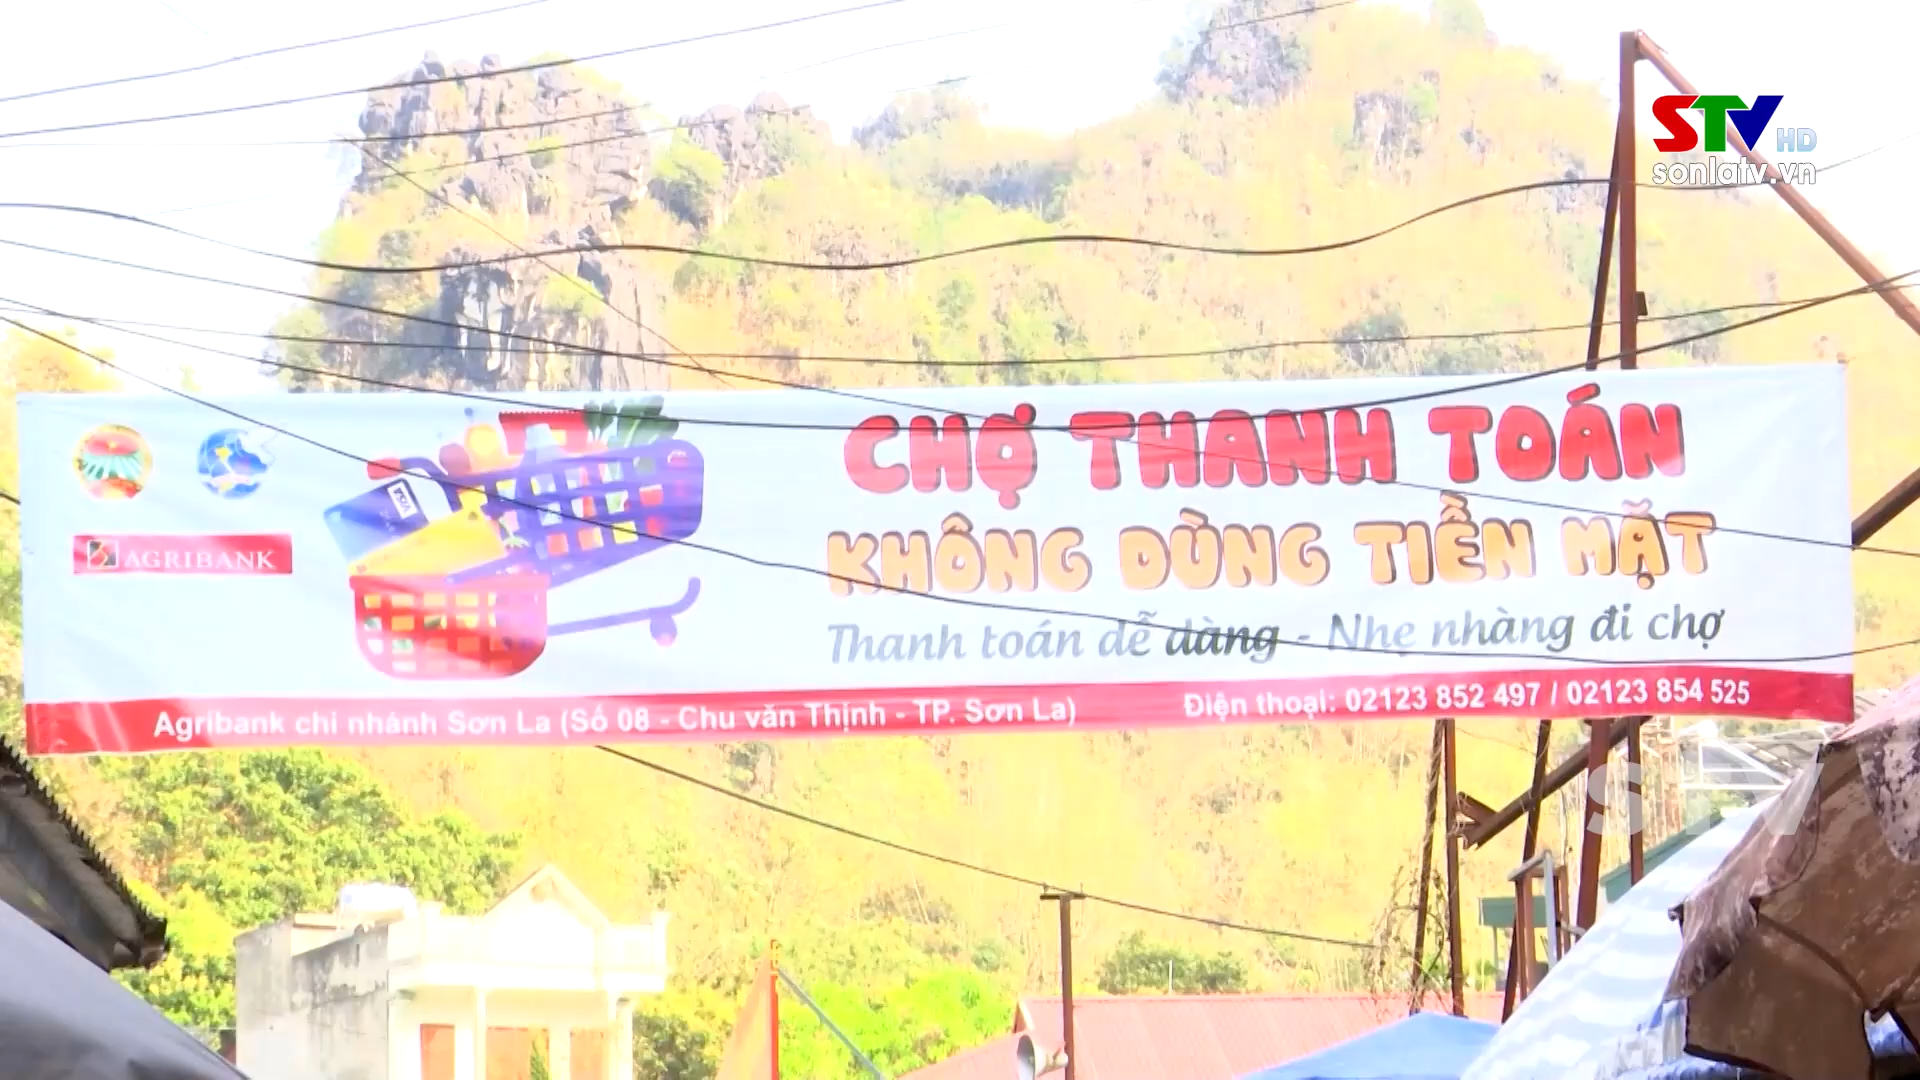 STV HD
sonlatv.vn
VISA
AGRIBANK
CHỢ THANH TOÁN
KHÔNG DÙNG TIỀN MẶT
Thanh toán dễ dàng - Nhẹ nhàng đi chợ
Agribank chi nhánh Sơn La (Số 08 - Chu văn Thịnh - TP. Sơn La)
Điện thoại: 02123 852 497 / 02123 854 525
STV